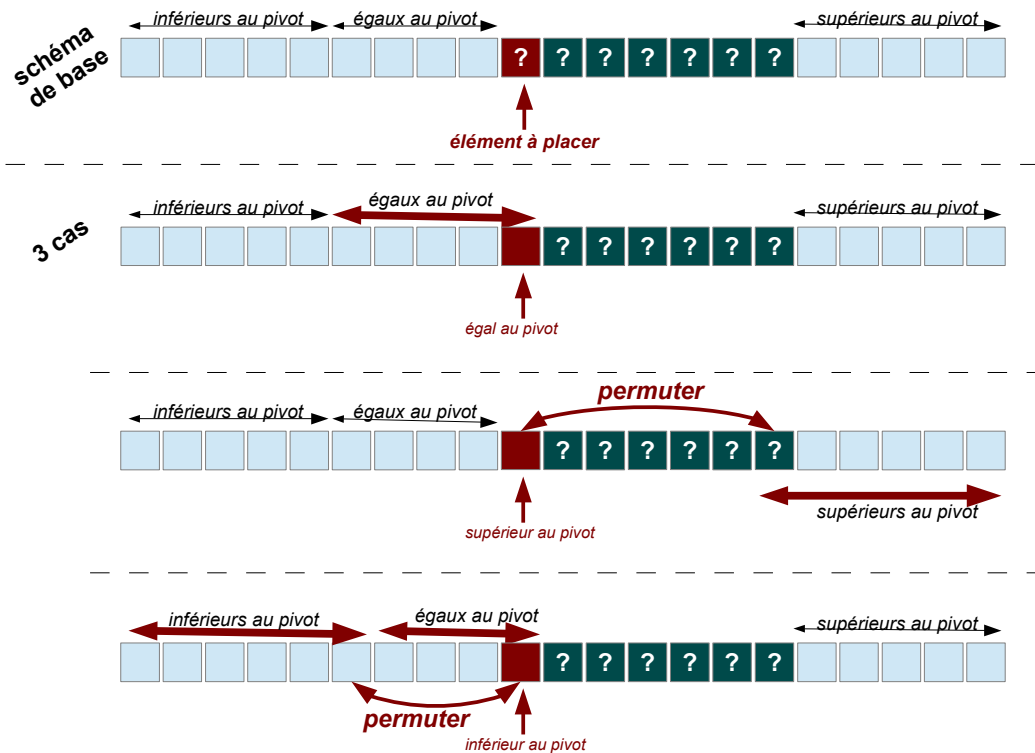 schéma
de base
inférieurs au pivot
égaux au pivot
supérieurs au pivot
? ? ? ? ? ? ?
élément à placer
3 cas
inférieurs au pivot
égaux au pivot
supérieurs au pivot
? ? ? ? ? ?
égal au pivot
permuter
inférieurs au pivot
égaux au pivot
? ? ? ? ? ?
supérieur au pivot
supérieurs au pivot
inférieurs au pivot
égaux au pivot
supérieurs au pivot
? ? ? ? ? ?
permuter
inférieur au pivot